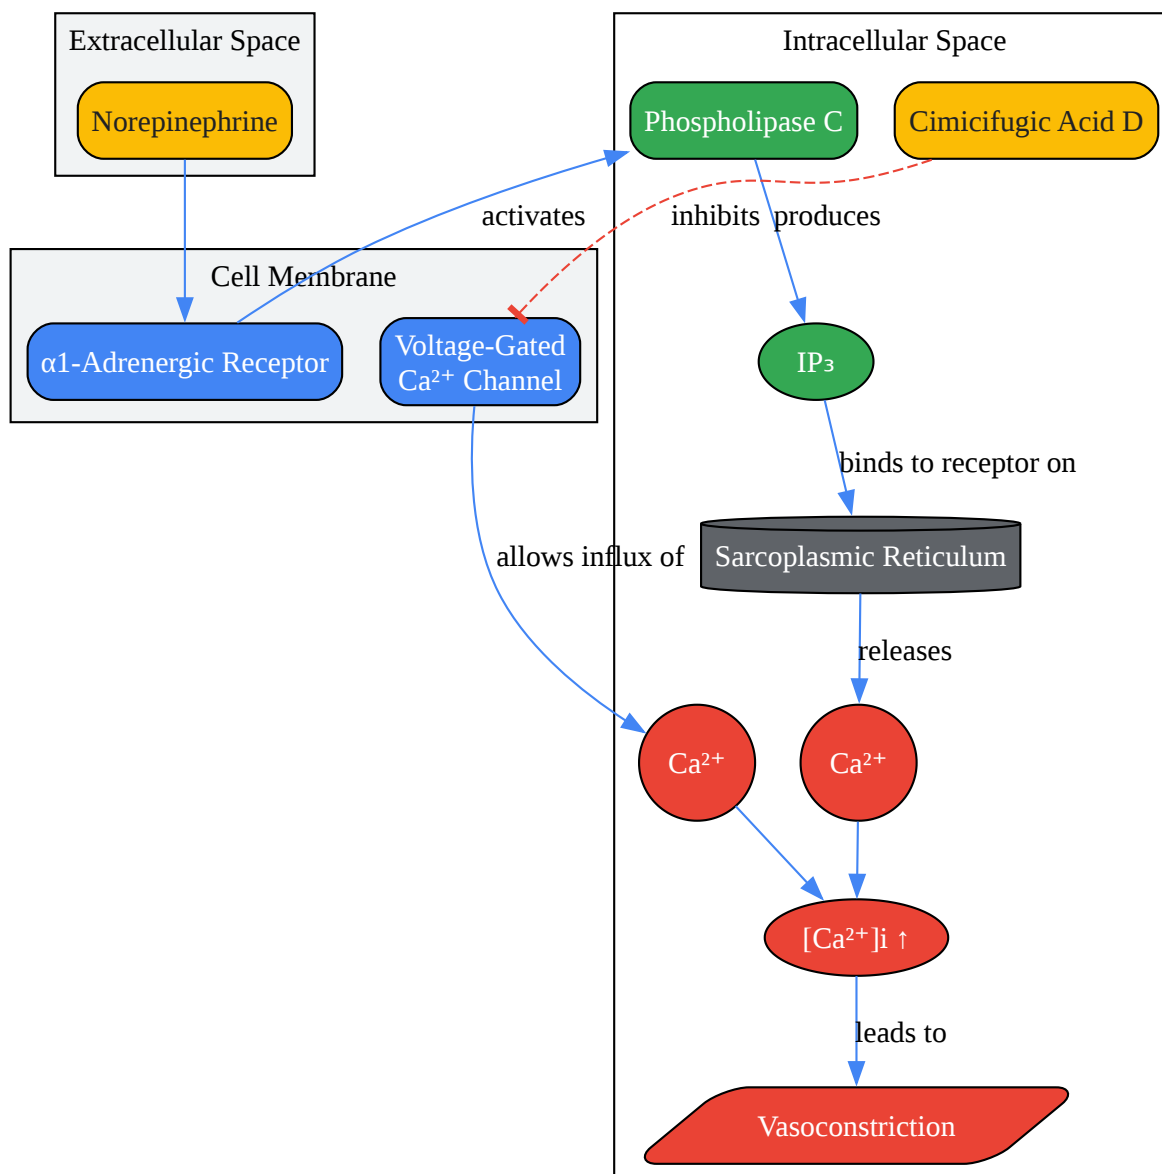 Extracellular Space
Intracellular Space
Norepinephrine
Phospholipase C
Cimicifugic Acid D
activates
inhibits
produces
Cell Membrane
α1-Adrenergic Receptor
Voltage-Gated
Ca²⁺ Channel
IP₃
binds to receptor on
allows influx of
Sarcoplasmic Reticulum
releases
Ca²⁺
Ca²⁺
[Ca²⁺]i ↑
leads to
Vasoconstriction